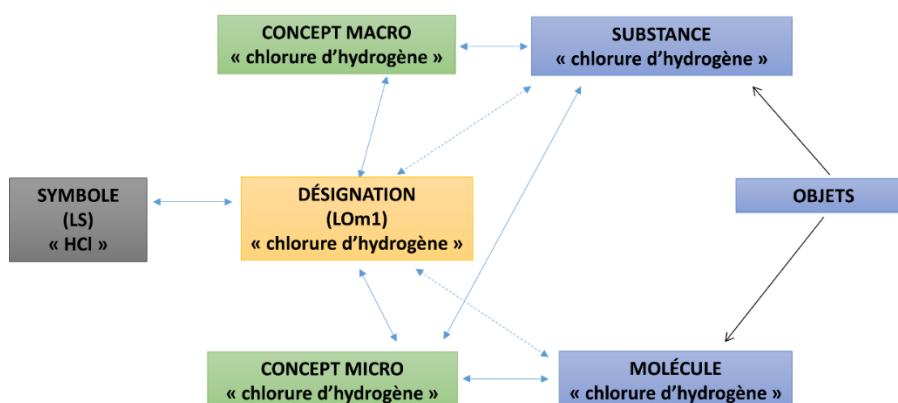 CONCEPT MACRO
« chlorure d’hydrogène »
SUBSTANCE
« chlorure d’hydrogène »
SYMBOLE
(LS)
« HCl »
DÉSIGNATION
(LOm1)
« chlorure d’hydrogène »
OBJETS
CONCEPT MICRO
« chlorure d’hydrogène »
MOLÉCULE
« chlorure d’hydrogène »